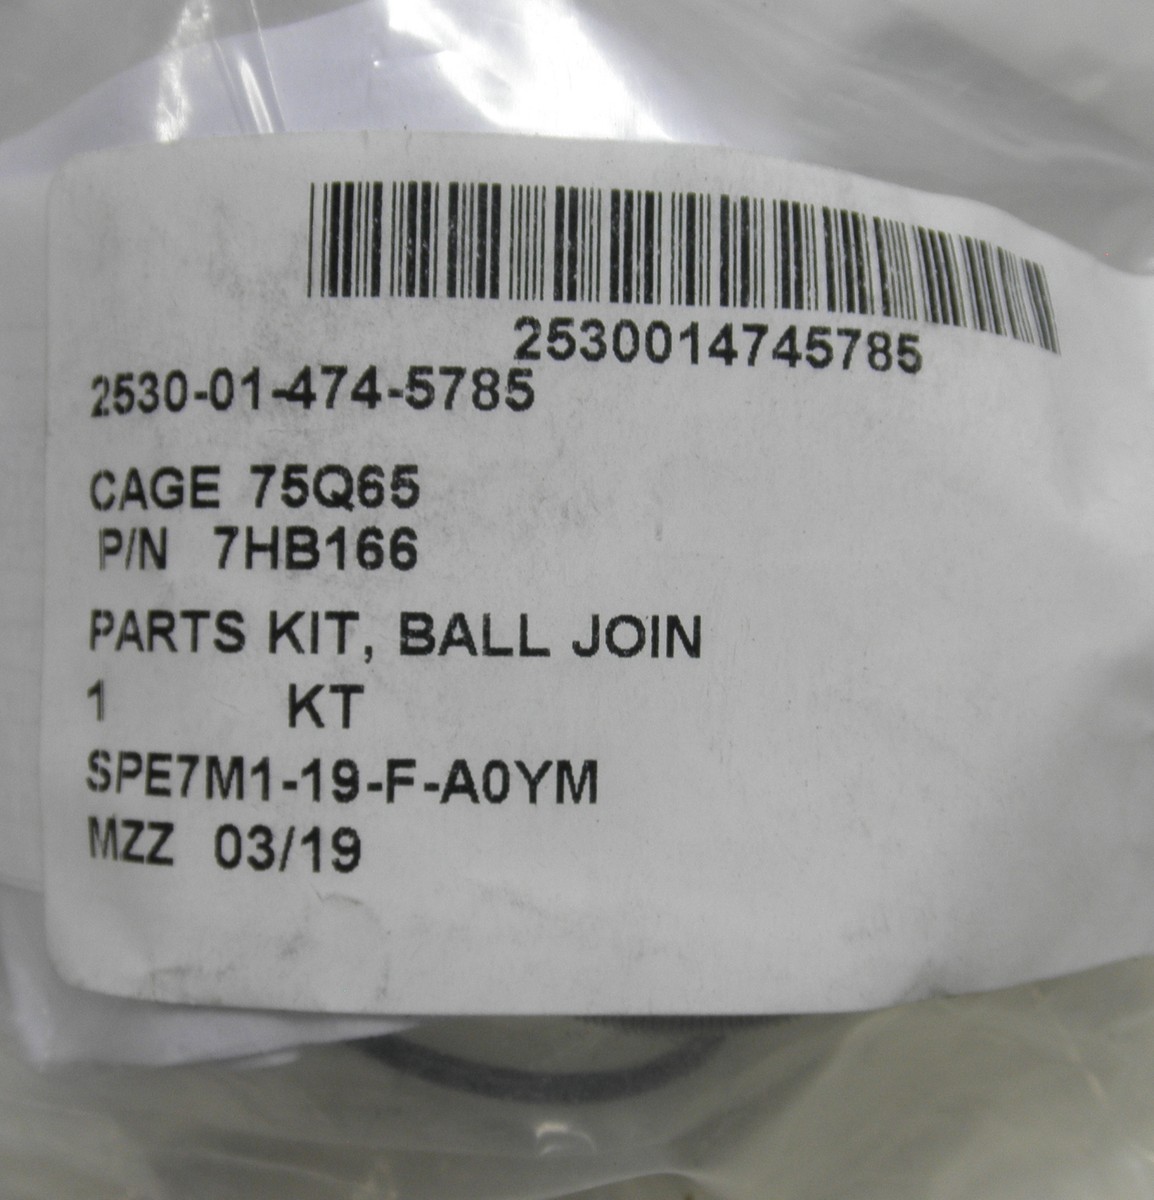 2530014745785
2530-01-474-5785
CAGE 75Q65
P/N 7HB166
PARTS KIT, BALL JOIN
1 KT
SPE7M1-19-F-A0YM
MZZ 03/19